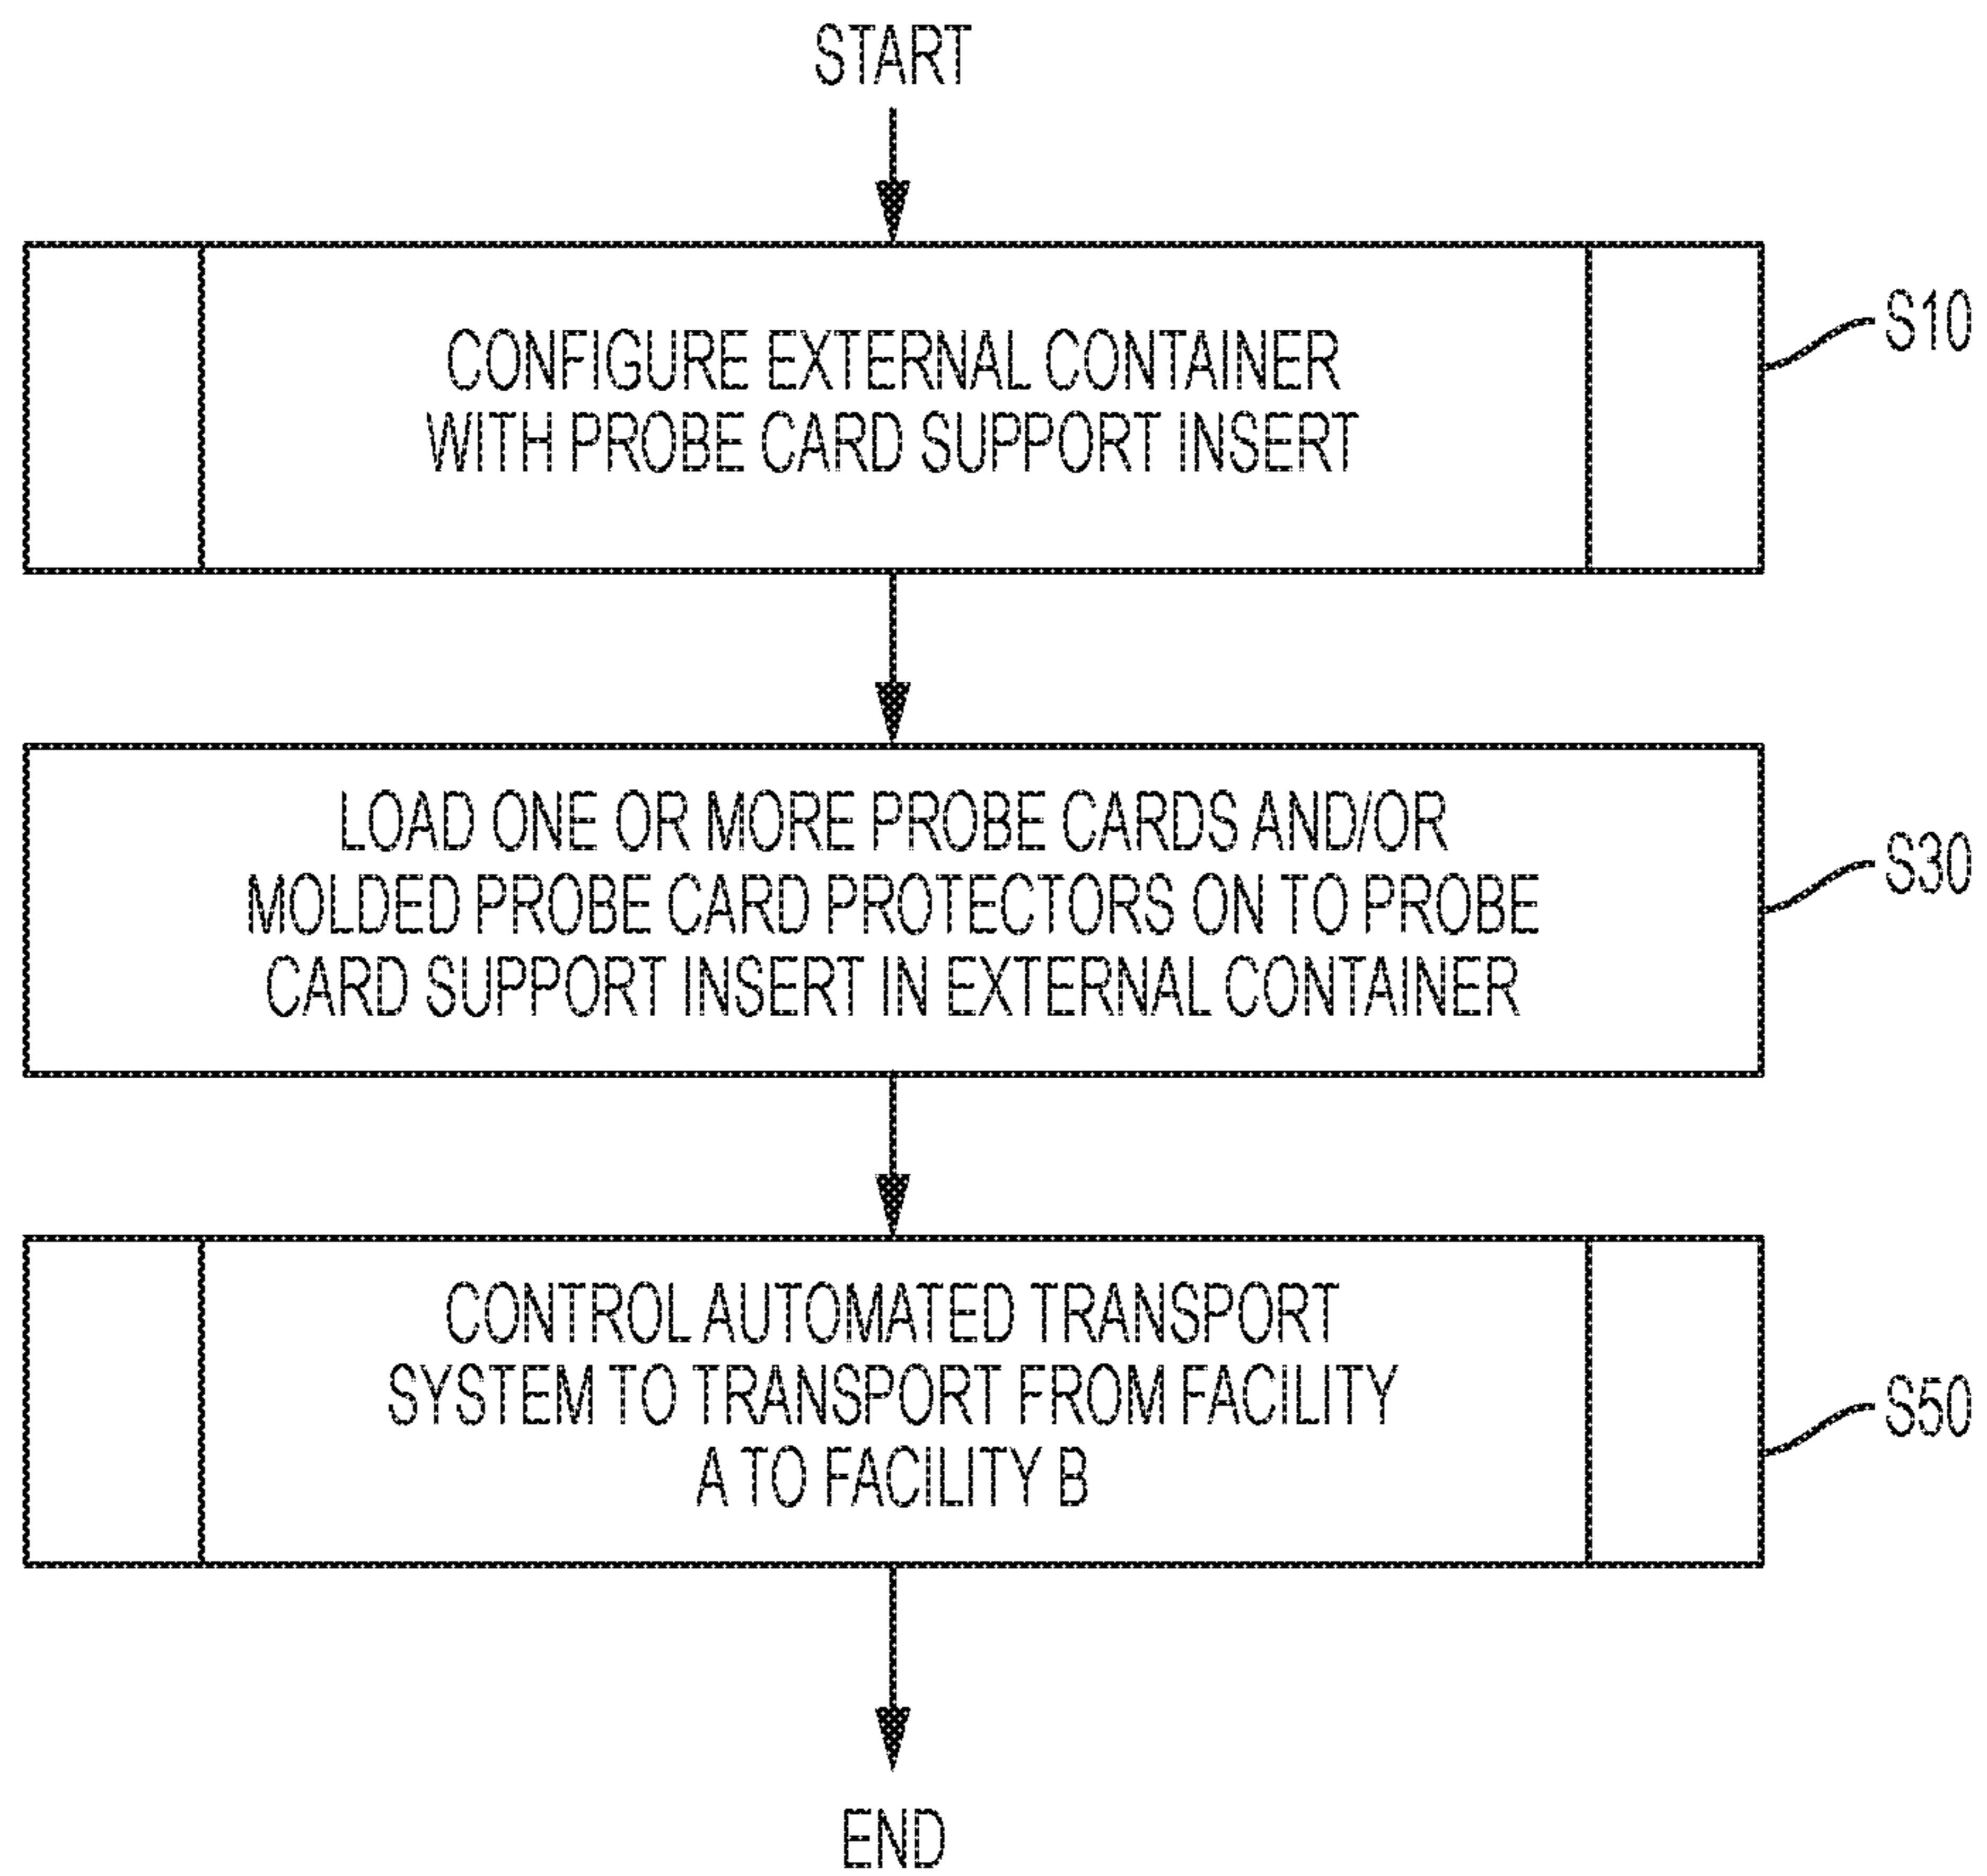 START
CONFIGURE EXTERNAL CONTAINER
WITH PROBE CARD SUPPORT INSERT
S10
LOAD ONE OR MORE PROBE CARDS AND/OR
MOLDED PROBE CARD PROTECTORS ON TO PROBE
CARD SUPPORT INSERT IN EXTERNAL CONTAINER
S30
CONTROL AUTOMATED TRANSPORT
SYSTEM TO TRANSPORT FROM FACILITY
A TO FACILITY B
S50
END